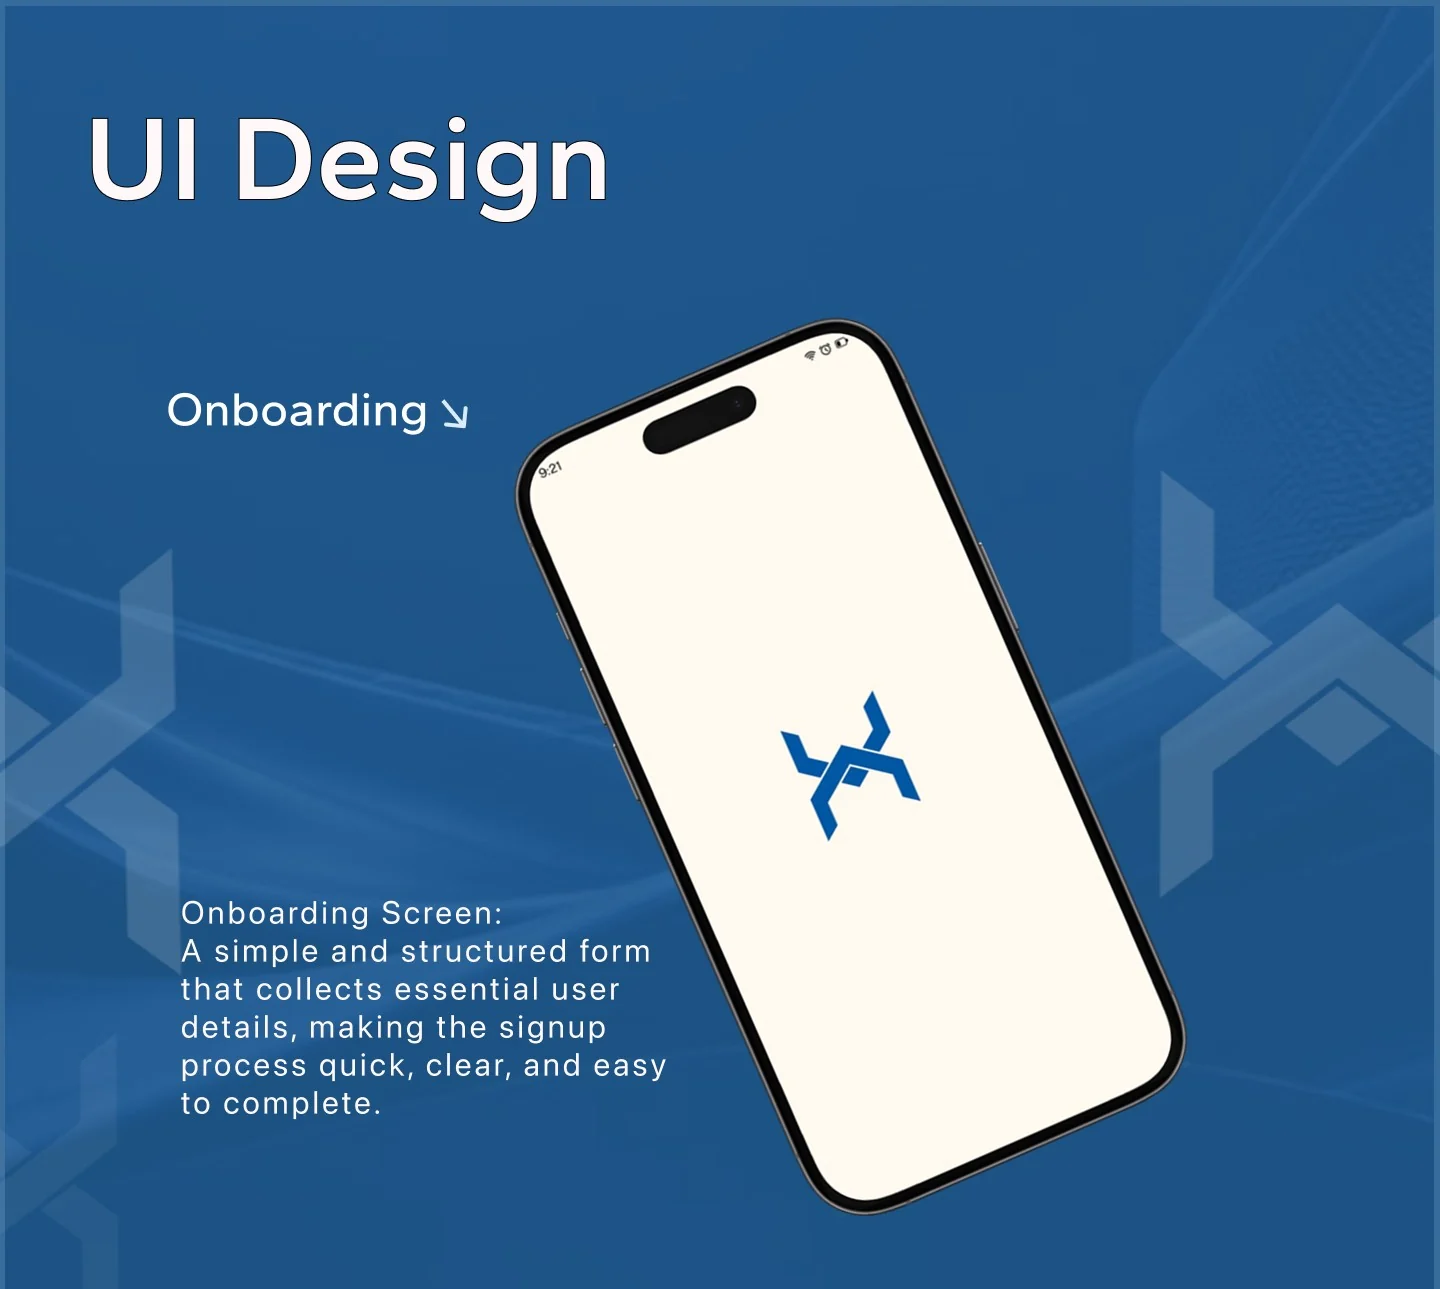 UI Design
Onboarding
9:21
Onboarding Screen:
A simple and structured form
that collects essential user
details, making the signup
process quick, clear, and easy
to complete.